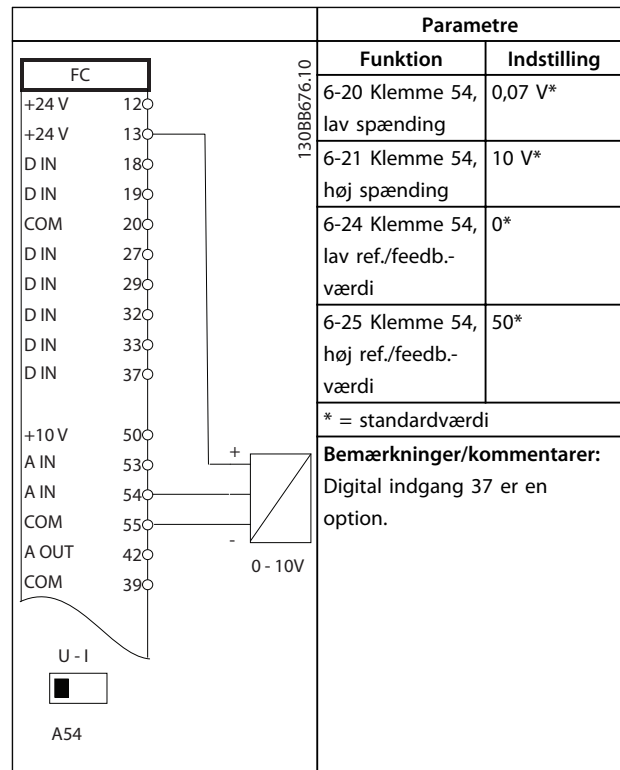 Parametre
Funktion Indstilling
6-20 Klemme 54, 0,07 V*
lav spænding
6-21 Klemme 54, 10 V*
høj spænding
6-24 Klemme 54, 0*
lav ref./feedb.-
værdi
6-25 Klemme 54, 50*
høj ref./feedb.-
værdi
* = standardværdi
Bemærkninger/kommentarer:
Digital indgang 37 er en
option.
FC
+24 V 12
+24 V 13
D IN 18
D IN 19
COM 20
D IN 27
D IN 29
D IN 32
D IN 33
D IN 37
+10 V 50
A IN 53
A IN 54
COM 55
A OUT 42
COM 39
+
-
0 - 10V
U - I
A54
130BB676.10